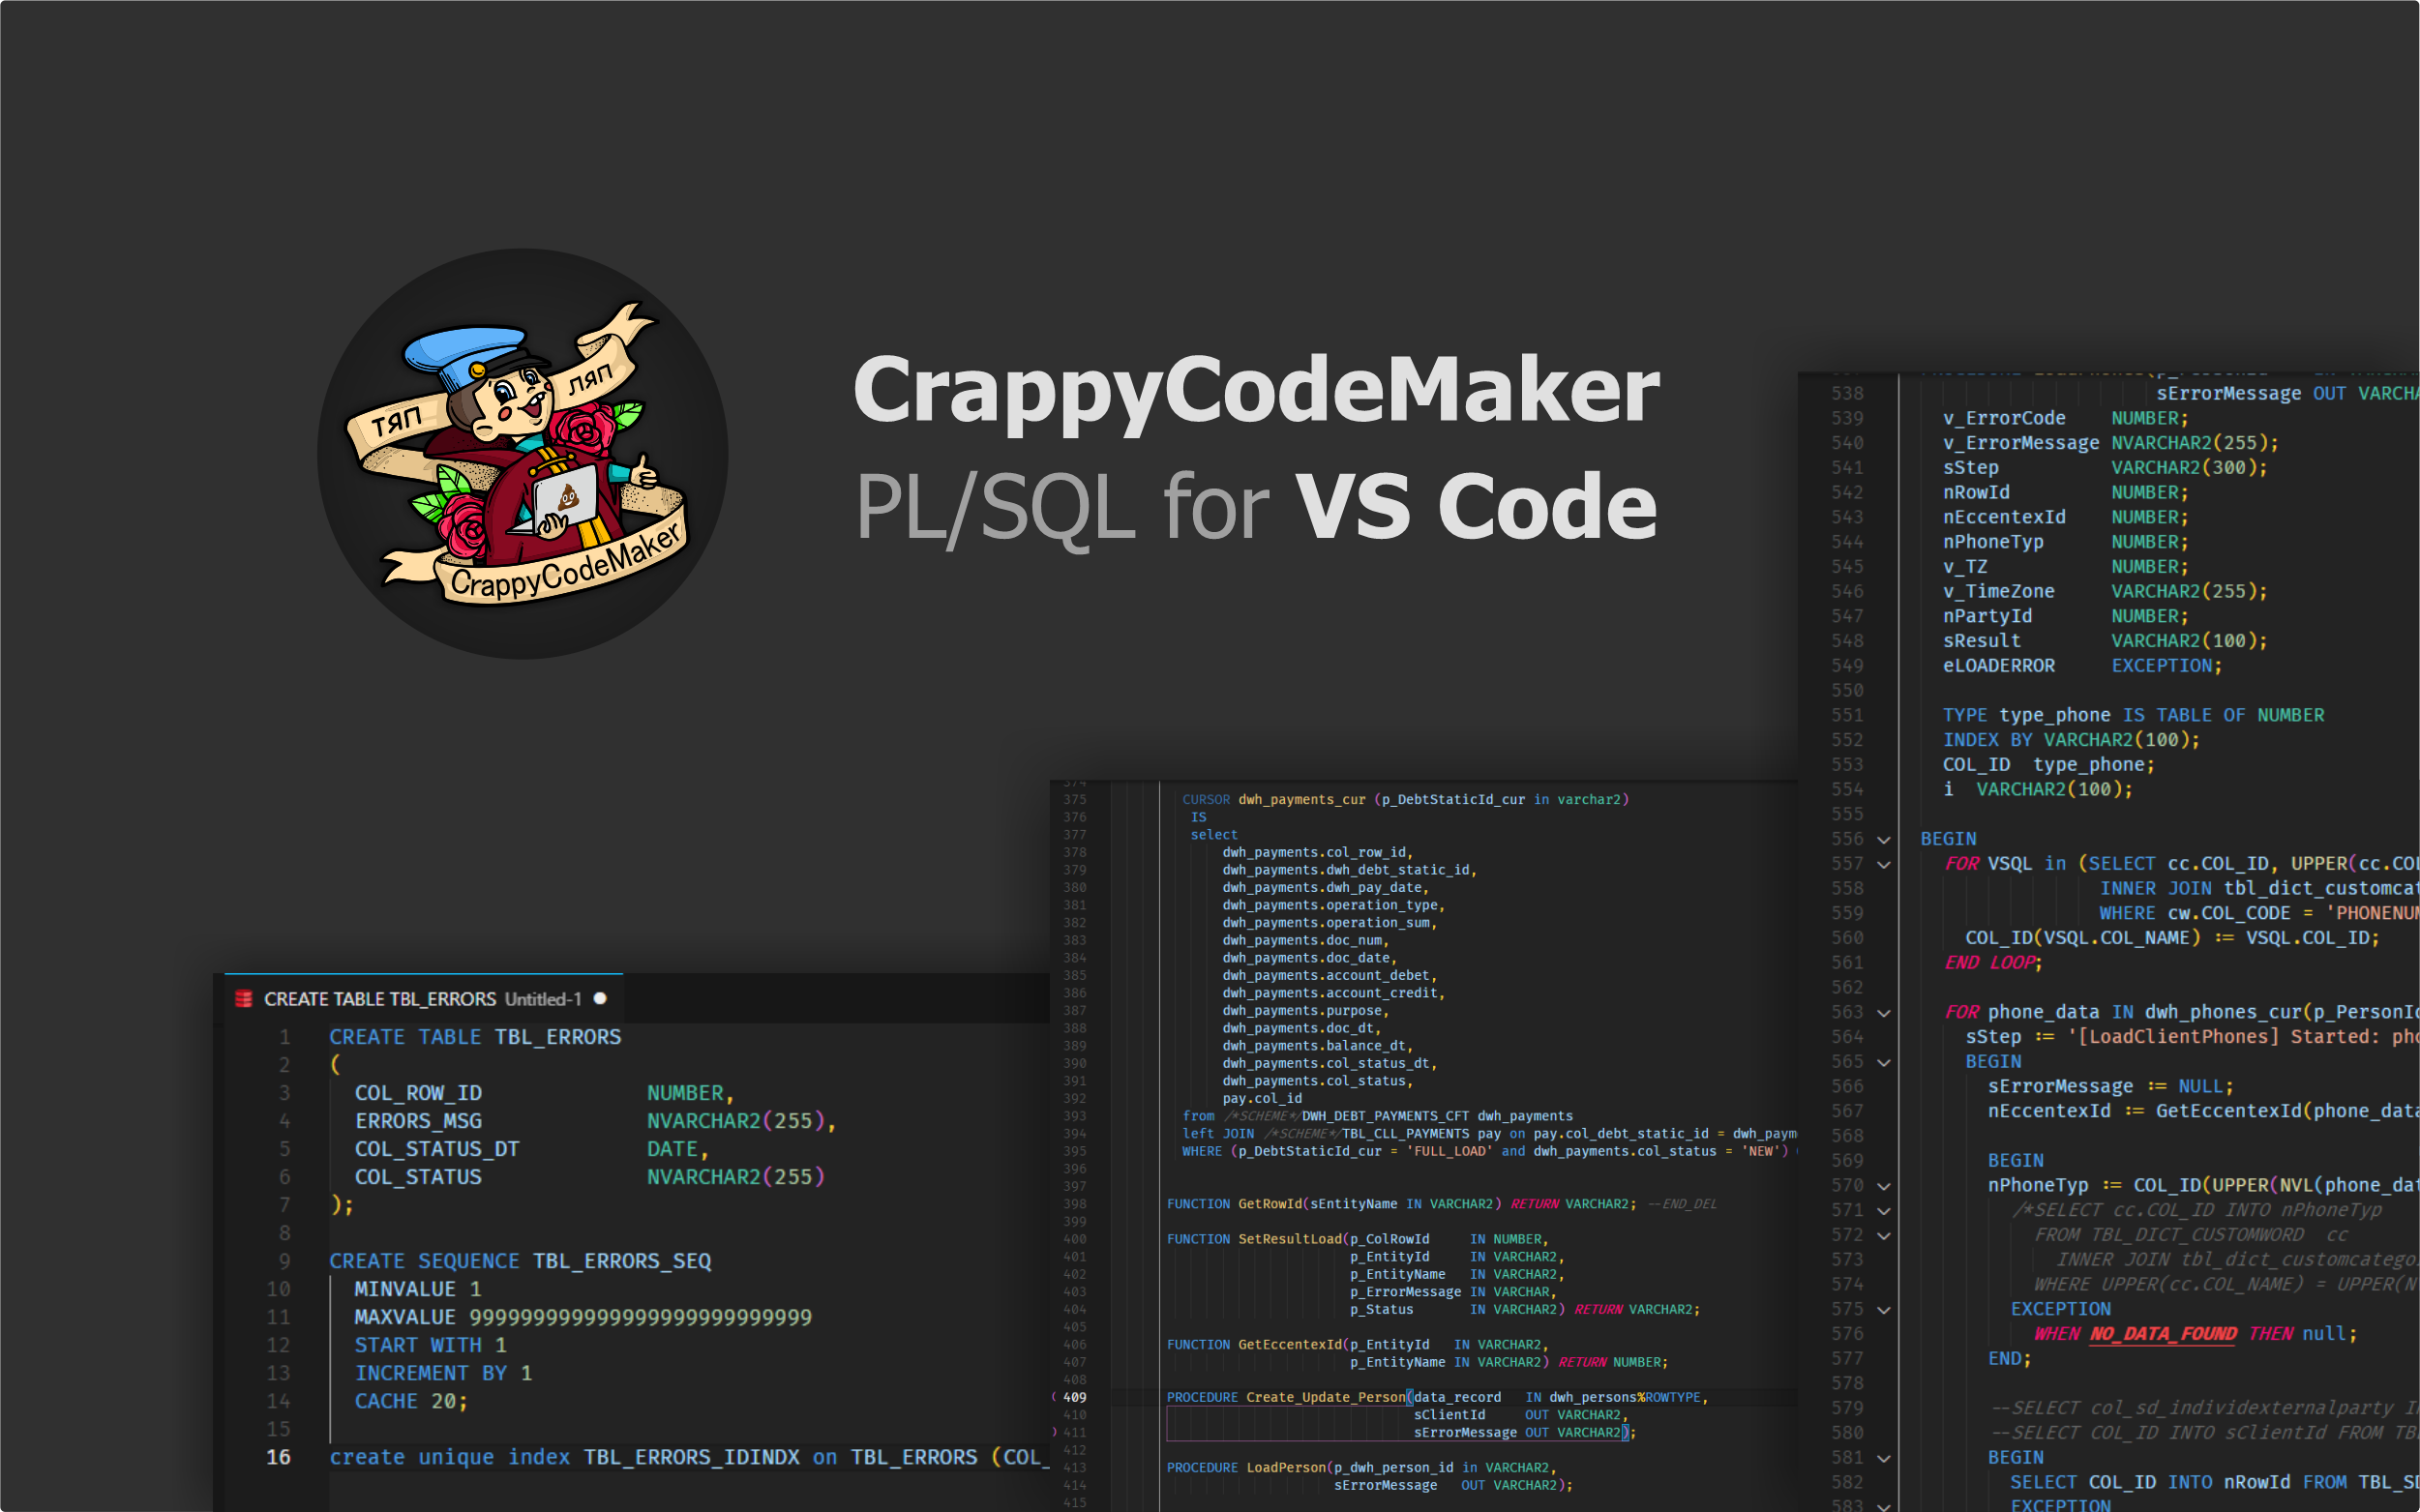 ТЯП
ЛЯП
CrappyCodeMaker
CrappyCodeMaker
PL/SQL for VS Code
CREATE TABLE TBL_ERRORS Untitled-1
1 CREATE TABLE TBL_ERRORS
2 (
3 COL_ROW_ID NUMBER,
4 ERRORS_MSG NVARCHAR2(255),
5 COL_STATUS_DT DATE,
6 COL_STATUS NVARCHAR2(255)
7 );
8
9 CREATE SEQUENCE TBL_ERRORS_SEQ
10 MINVALUE 1
11 MAXVALUE 999999999999999999999999999
12 START WITH 1
13 INCREMENT BY 1
14 CACHE 20;
15
16 create unique index TBL_ERRORS_IDINDX on TBL_ERRORS (COL_
374
375 CURSOR dwh_payments_cur (p_DebtStaticId_cur in varchar2)
376 IS
377 select
378 dwh_payments.col_row_id,
379 dwh_payments.dwh_debt_static_id,
380 dwh_payments.dwh_pay_date,
381 dwh_payments.operation_type,
382 dwh_payments.operation_sum,
383 dwh_payments.doc_num,
384 dwh_payments.doc_date,
385 dwh_payments.account_debet,
386 dwh_payments.account_credit,
387 dwh_payments.purpose,
388 dwh_payments.doc_dt,
389 dwh_payments.balance_dt,
390 dwh_payments.col_status_dt,
391 dwh_payments.col_status,
392 pay.col_id
393 from /*SCHEME*/DWH_DEBT_PAYMENTS_CFT dwh_payments
394 left JOIN /*SCHEME*/TBL_CLL_PAYMENTS pay on pay.col_debt_static_id = dwh_paym
395 WHERE (p_DebtStaticId_cur = 'FULL_LOAD' and dwh_payments.col_status = 'NEW')
396
397
398 FUNCTION GetRowId(sEntityName IN VARCHAR2) RETURN VARCHAR2; --END_DEL
399
400 FUNCTION SetResultLoad(p_ColRowId IN NUMBER,
401 p_EntityId IN VARCHAR2,
402 p_EntityName IN VARCHAR2,
403 p_ErrorMessage IN VARCHAR,
404 p_Status IN VARCHAR2) RETURN VARCHAR2;
405
406 FUNCTION GetEccentexId(p_EntityId IN VARCHAR2,
407 p_EntityName IN VARCHAR2) RETURN NUMBER;
408
( 409 PROCEDURE Create_Update_Person(data_record IN dwh_persons%ROWTYPE,
410 sClientId OUT VARCHAR2,
) 411 sErrorMessage OUT VARCHAR2);
412
413 PROCEDURE LoadPerson(p_dwh_person_id in VARCHAR2,
414 sErrorMessage OUT VARCHAR2);
415
538 sErrorMessage OUT VARCHA
539 v_ErrorCode NUMBER;
540 v_ErrorMessage NVARCHAR2(255);
541 sStep VARCHAR2(300);
542 nRowId NUMBER;
543 nEccentexId NUMBER;
544 nPhoneTyp NUMBER;
545 v_TZ NUMBER;
546 v_TimeZone VARCHAR2(255);
547 nPartyId NUMBER;
548 sResult VARCHAR2(100);
549 eLOADERROR EXCEPTION;
550
551 TYPE type_phone IS TABLE OF NUMBER
552 INDEX BY VARCHAR2(100);
553 COL_ID type_phone;
554 i VARCHAR2(100);
555
556 BEGIN
557 FOR VSQL in (SELECT cc.COL_ID, UPPER(cc.COL
558 INNER JOIN tbl_dict_customcat
559 WHERE cw.COL_CODE = 'PHONENUM
560 COL_ID(VSQL.COL_NAME) := VSQL.COL_ID;
561 END LOOP;
562
563 FOR phone_data IN dwh_phones_cur(p_PersonId
564 sStep := '[LoadClientPhones] Started: pho
565 BEGIN
566 sErrorMessage := NULL;
567 nEccentexId := GetEccentexId(phone_data
568
569 BEGIN
570 nPhoneTyp := COL_ID(UPPER(NVL(phone_dat
571 /*SELECT cc.COL_ID INTO nPhoneTyp
572 FROM TBL_DICT_CUSTOMWORD cc
573 INNER JOIN tbl_dict_customcatego
574 WHERE UPPER(cc.COL_NAME) = UPPER(N
575 EXCEPTION
576 WHEN NO_DATA_FOUND THEN null;
577 END;
578
579 --SELECT col_sd_individexternalparty I
580 --SELECT COL_ID INTO sClientId FROM TB
581 BEGIN
582 SELECT COL_ID INTO nRowId FROM TBL_S
583 EXCEPTION